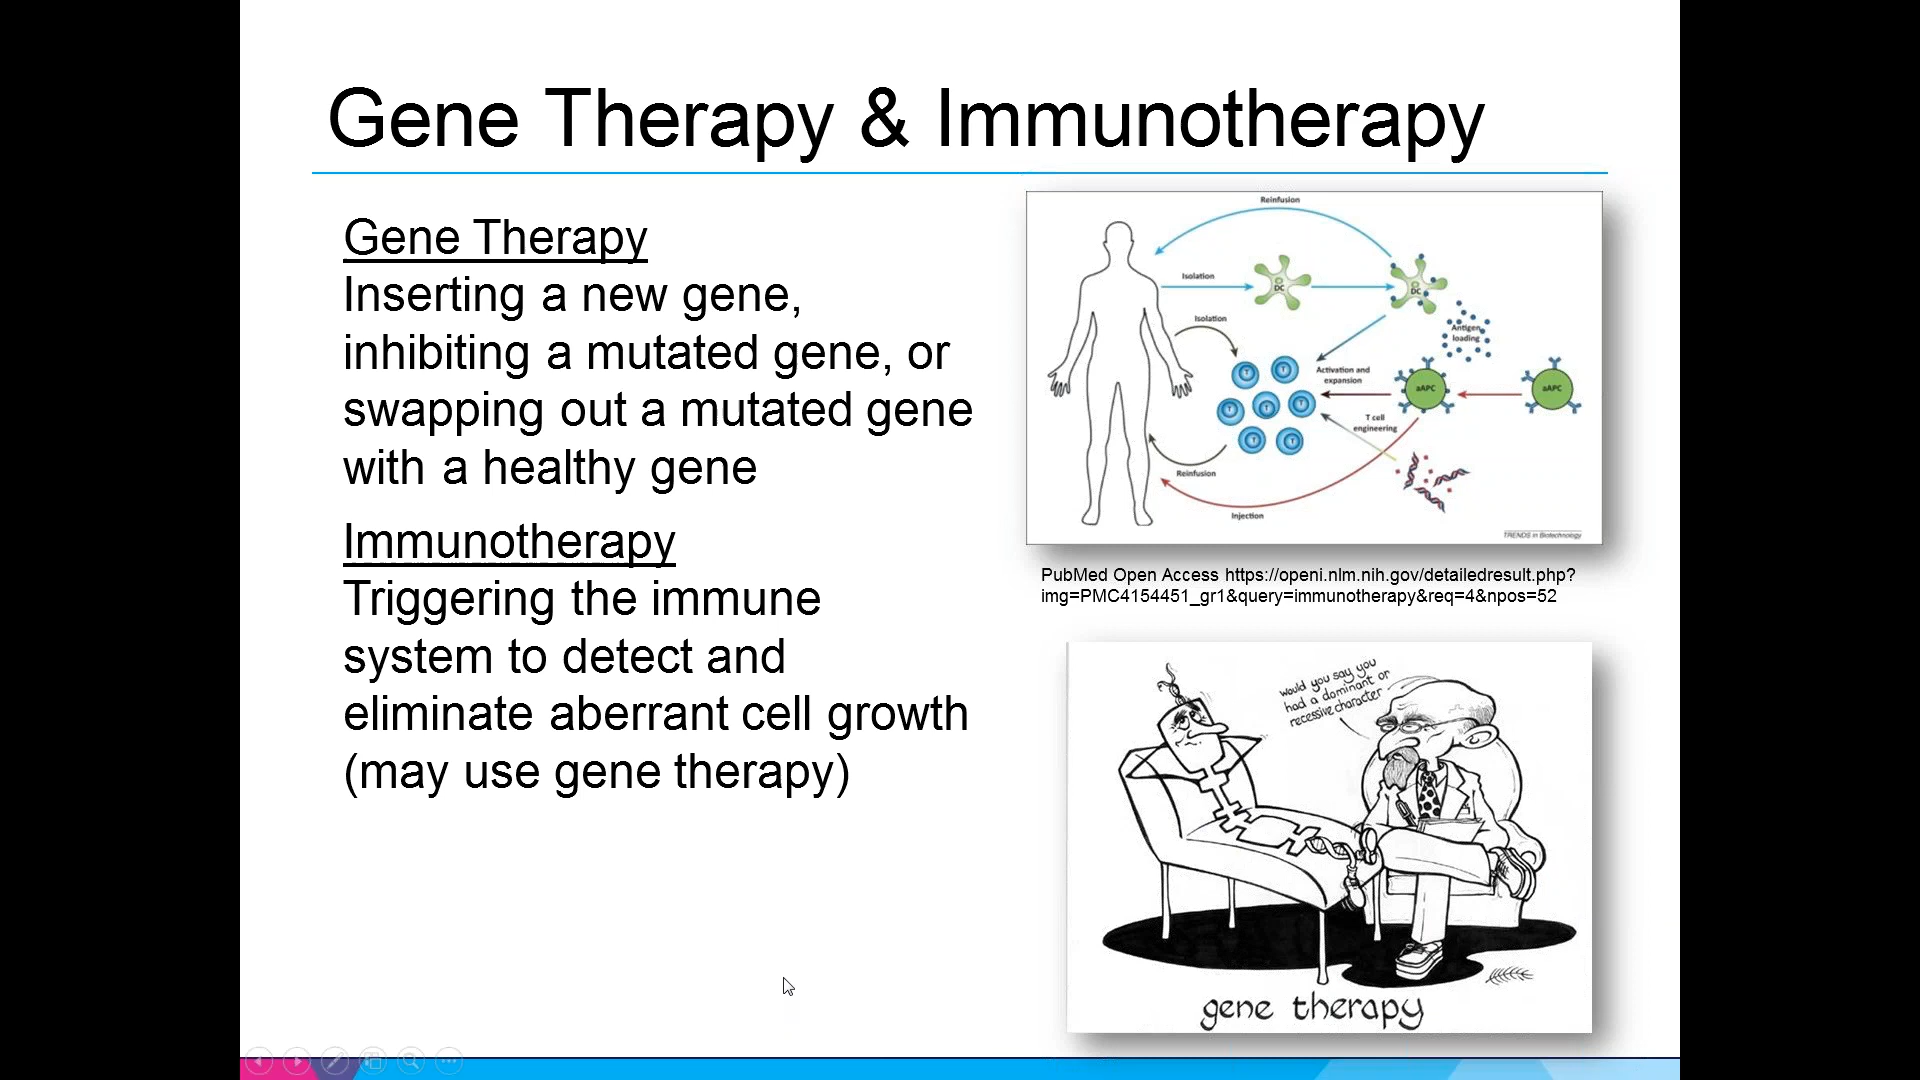 Gene Therapy & Immunotherapy
Gene Therapy
Inserting a new gene,
inhibiting a mutated gene, or
swapping out a mutated gene
with a healthy gene
Immunotherapy
Triggering the immune
system to detect and
eliminate aberrant cell growth
(may use gene therapy)
Reinfusion
Isolation
DC
DC
Antigen
loading
Isolation
T
T
T
T
T
T
T
Activation and
expansion
aAPC
aAPC
T cell
engineering
Reinfusion
Injection
TRENDS in Biotechnology
PubMed Open Access https://openi.nlm.nih.gov/detailedresult.php?
img=PMC4154451_gr1&query=immunotherapy&req=4&npos=52
would you say you
had a dominant or
recessive character
gene therapy